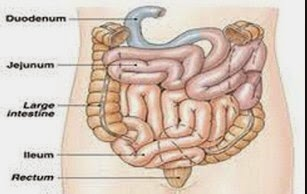 Duodenum
Jejunum
Large
intestine
Ileum
Rectum